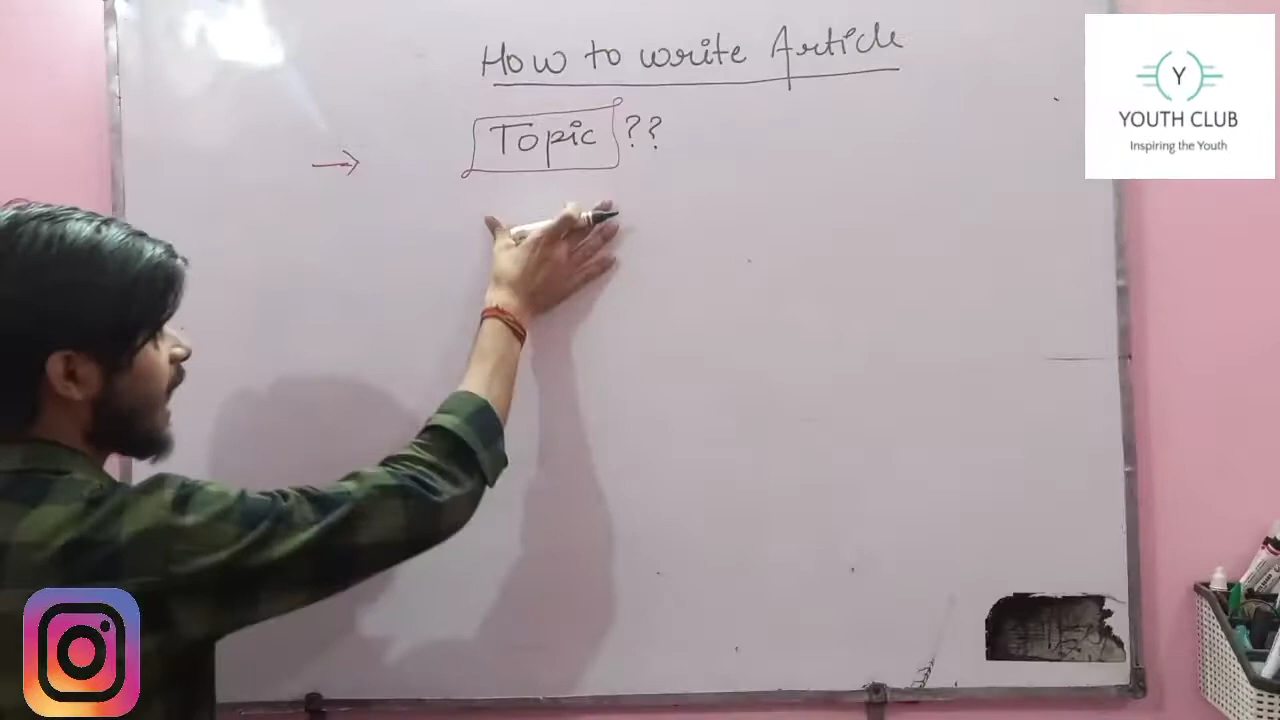 How to write Article
Topic ??
Y
YOUTH CLUB
Inspiring the Youth